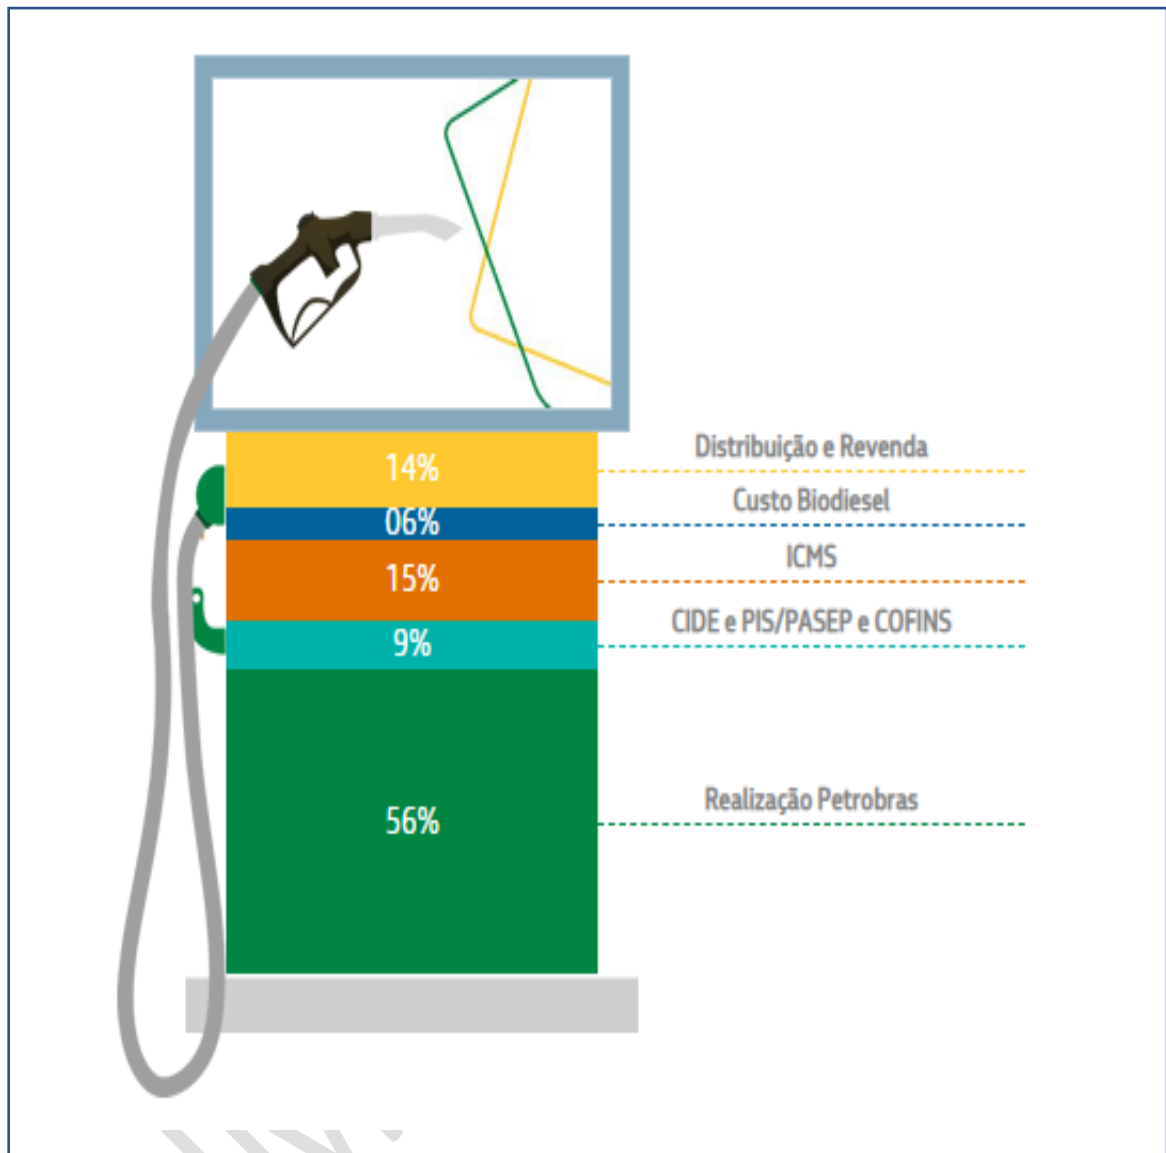 14%
Distribuição e Revenda
06%
Custo Biodiesel
15%
ICMS
9%
CIDE e PIS/PASEP e COFINS
56%
Realização Petrobras